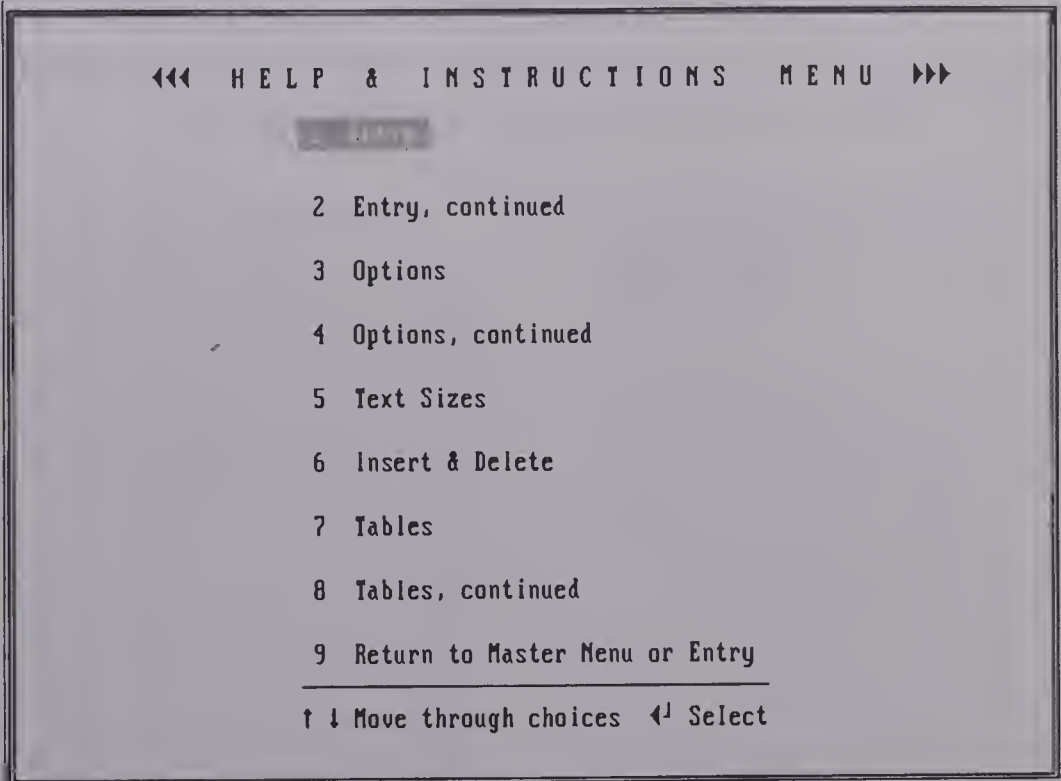 HELP & INSTRUCTIONS MENU
2 Entry, continued
3 Options
4 Options, continued
5 Text Sizes
6 Insert & Delete
7 Tables
8 Tables, continued
9 Return to Master Menu or Entry
↑ ↓ Move through choices ↵ Select